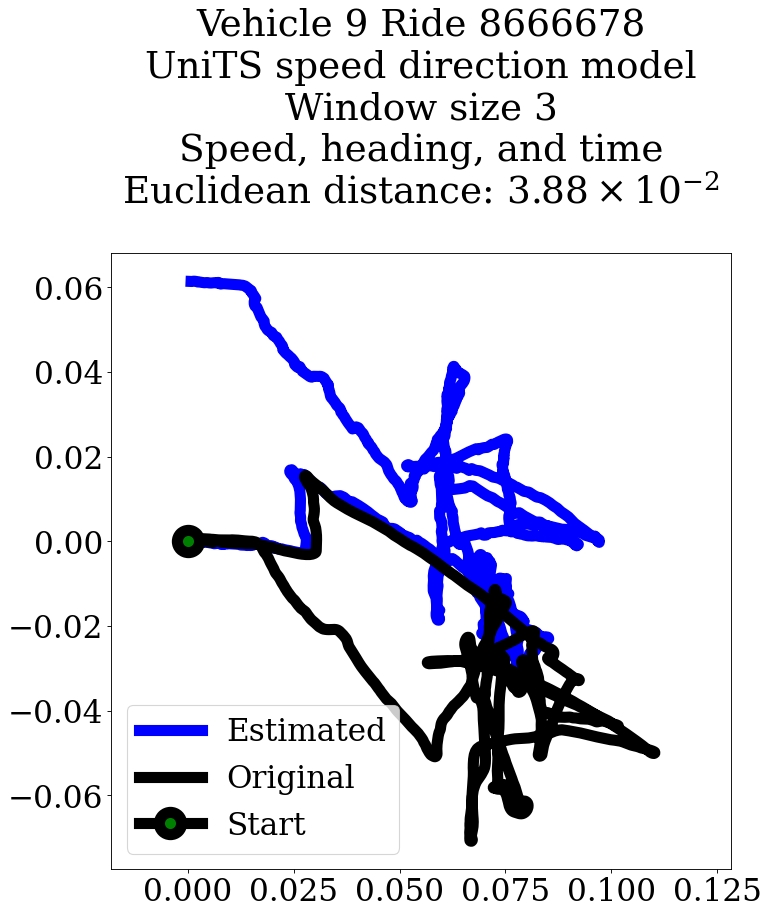 Vehicle 9 Ride 8666678
UniTS speed direction model
Window size 3
Speed, heading, and time
Euclidean distance: 3.88 × 10⁻²
0.06
0.04
0.02
0.00
−0.02
−0.04
−0.06
Estimated
Original
Start
0.000 0.025 0.050 0.075 0.100 0.125